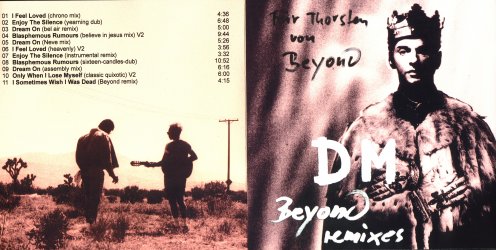 01 I Feel Loved (chrono mix) 4:36
02 Enjoy The Silence (yearning dub) 6:48
03 Dream On (bel air remix) 5:00
04 Blasphemous Rumours (believe in jesus mix) V2 9:44
05 Dream On (Neve mix) 5:26
06 I Feel Loved (heavenly) V2 3:56
07 Enjoy The Silence (instrumental remix) 3:32
08 Blasphemous Rumours (sixteen-candles-dub) 10:52
09 Dream On (assembly mix) 6:16
10 Only When I Lose Myself (classic quixotic) V2 6:00
11 I Sometimes Wish I Was Dead (Beyond remix) 4:15
Für Thorsten
von
Beyond
DM
Beyond
remixes